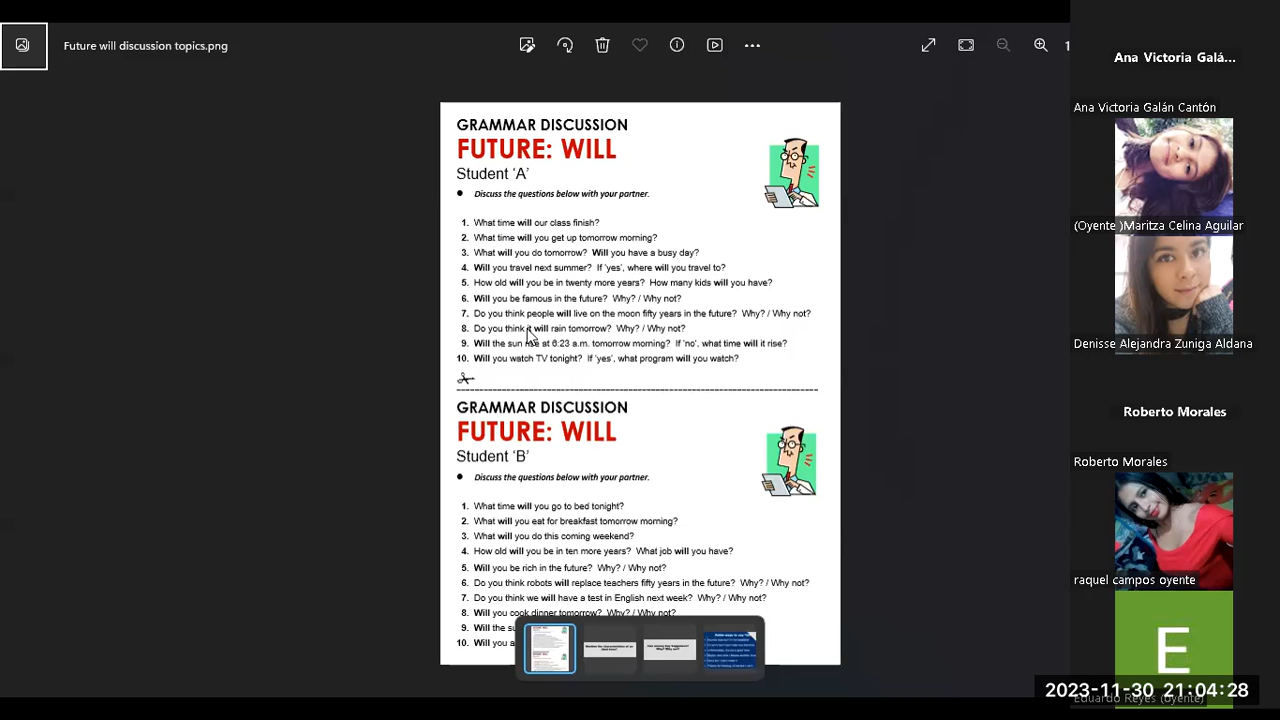 Future will discussion topics.png
1
GRAMMAR DISCUSSION
FUTURE: WILL
Student ‘A’
● Discuss the questions below with your partner.
1. What time will our class finish?
2. What time will you get up tomorrow morning?
3. What will you do tomorrow? Will you have a busy day?
4. Will you travel next summer? If ‘yes’, where will you travel to?
5. How old will you be in twenty more years? How many kids will you have?
6. Will you be famous in the future? Why? / Why not?
7. Do you think people will live on the moon fifty years in the future? Why? / Why not?
8. Do you think it will rain tomorrow? Why? / Why not?
9. Will the sun rise at 6:23 a.m. tomorrow morning? If ‘no’, what time will it rise?
10. Will you watch TV tonight? If ‘yes’, what program will you watch?
GRAMMAR DISCUSSION
FUTURE: WILL
Student ‘B’
● Discuss the questions below with your partner.
1. What time will you go to bed tonight?
2. What will you eat for breakfast tomorrow morning?
3. What will you do this coming weekend?
4. How old will you be in ten more years? What job will you have?
5. Will you be rich in the future? Why? / Why not?
6. Do you think robots will replace teachers fifty years in the future? Why? / Why not?
7. Do you think we will have a test in English next week? Why? / Why not?
8. Will you cook dinner tomorrow? Why? / Why not?
9. Will the su
10. Will you a
Ana Victoria Galá...
Ana Victoria Galán Cantón
(Oyente )Maritza Celina Aguilar
Denisse Alejandra Zuniga Aldana
Roberto Morales
Roberto Morales
raquel campos oyente
E
2023-11-30 21:04:28
Eduardo Reyes (oyente)